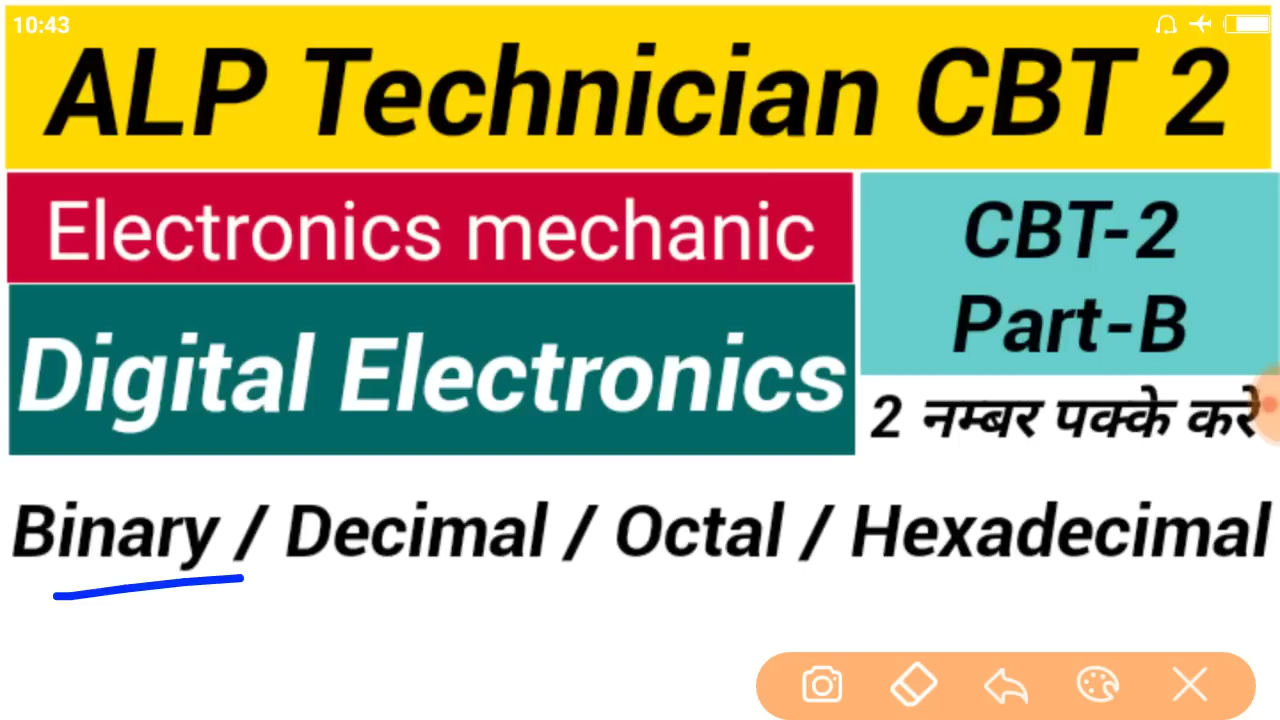 10:43
ALP Technician CBT 2
Electronics mechanic
CBT-2
Part-B
Digital Electronics
2 नम्बर पक्के करें
Binary / Decimal / Octal / Hexadecimal